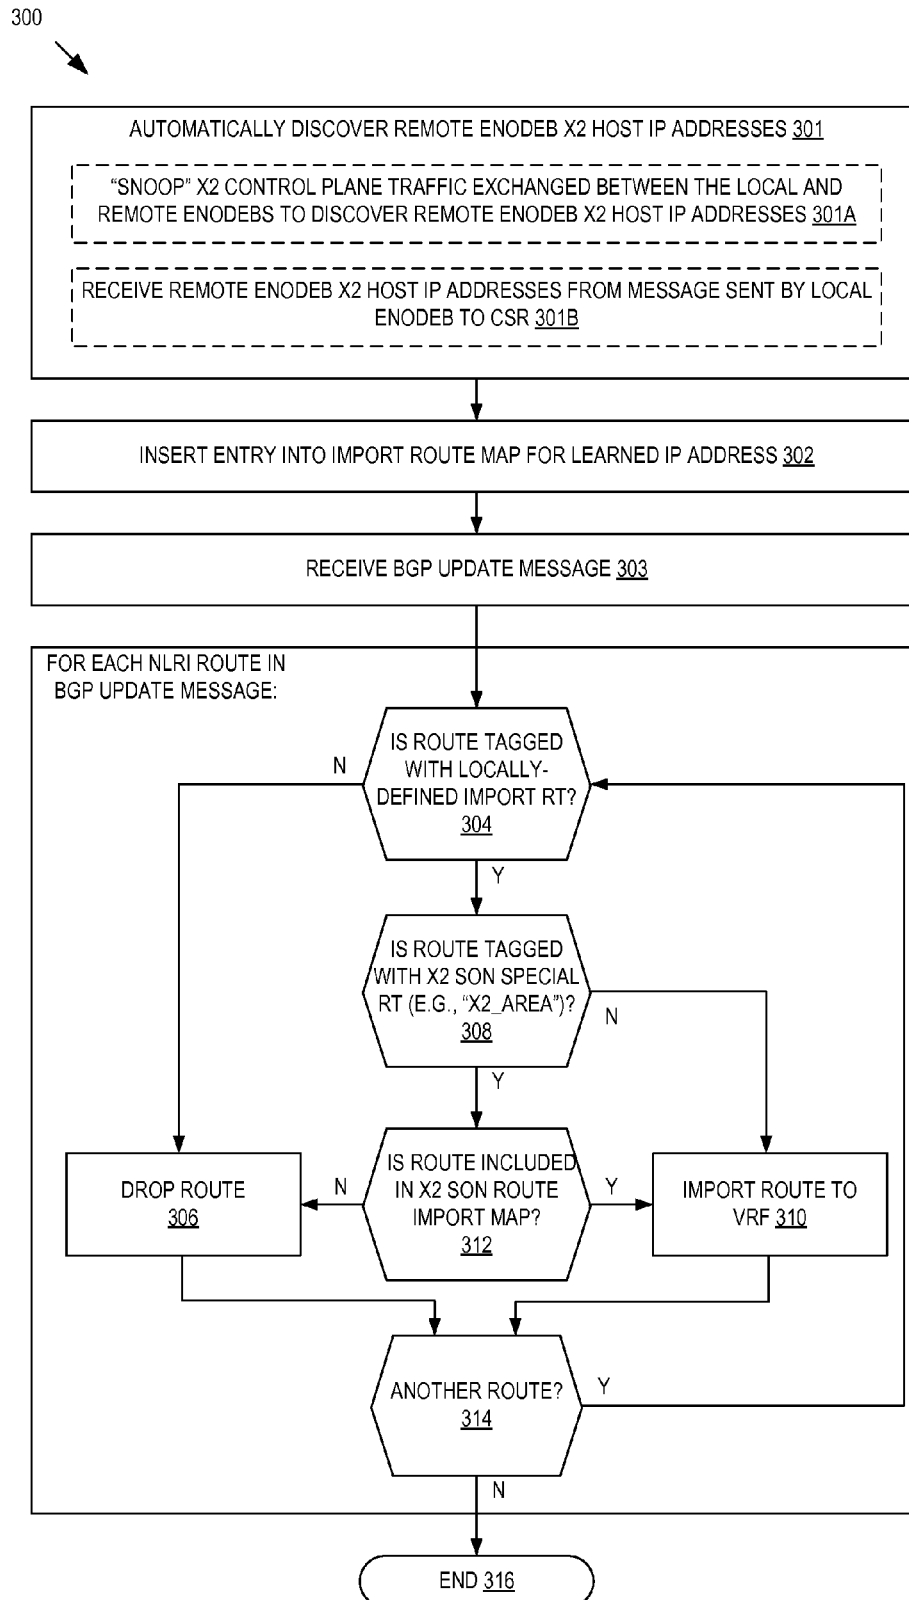 300
AUTOMATICALLY DISCOVER REMOTE ENODEB X2 HOST IP ADDRESSES 301
“SNOOP” X2 CONTROL PLANE TRAFFIC EXCHANGED BETWEEN THE LOCAL AND
REMOTE ENODEBS TO DISCOVER REMOTE ENODEB X2 HOST IP ADDRESSES 301A
RECEIVE REMOTE ENODEB X2 HOST IP ADDRESSES FROM MESSAGE SENT BY LOCAL
ENODEB TO CSR 301B
INSERT ENTRY INTO IMPORT ROUTE MAP FOR LEARNED IP ADDRESS 302
RECEIVE BGP UPDATE MESSAGE 303
FOR EACH NLRI ROUTE IN
BGP UPDATE MESSAGE:
IS ROUTE TAGGED
WITH LOCALLY-
DEFINED IMPORT RT?
304
N
Y
IS ROUTE TAGGED
WITH X2 SON SPECIAL
RT (E.G., “X2_AREA”)?
308
N
Y
DROP ROUTE
306
N
IS ROUTE INCLUDED
IN X2 SON ROUTE
IMPORT MAP?
312
Y
IMPORT ROUTE TO
VRF 310
ANOTHER ROUTE?
314
Y
N
END 316